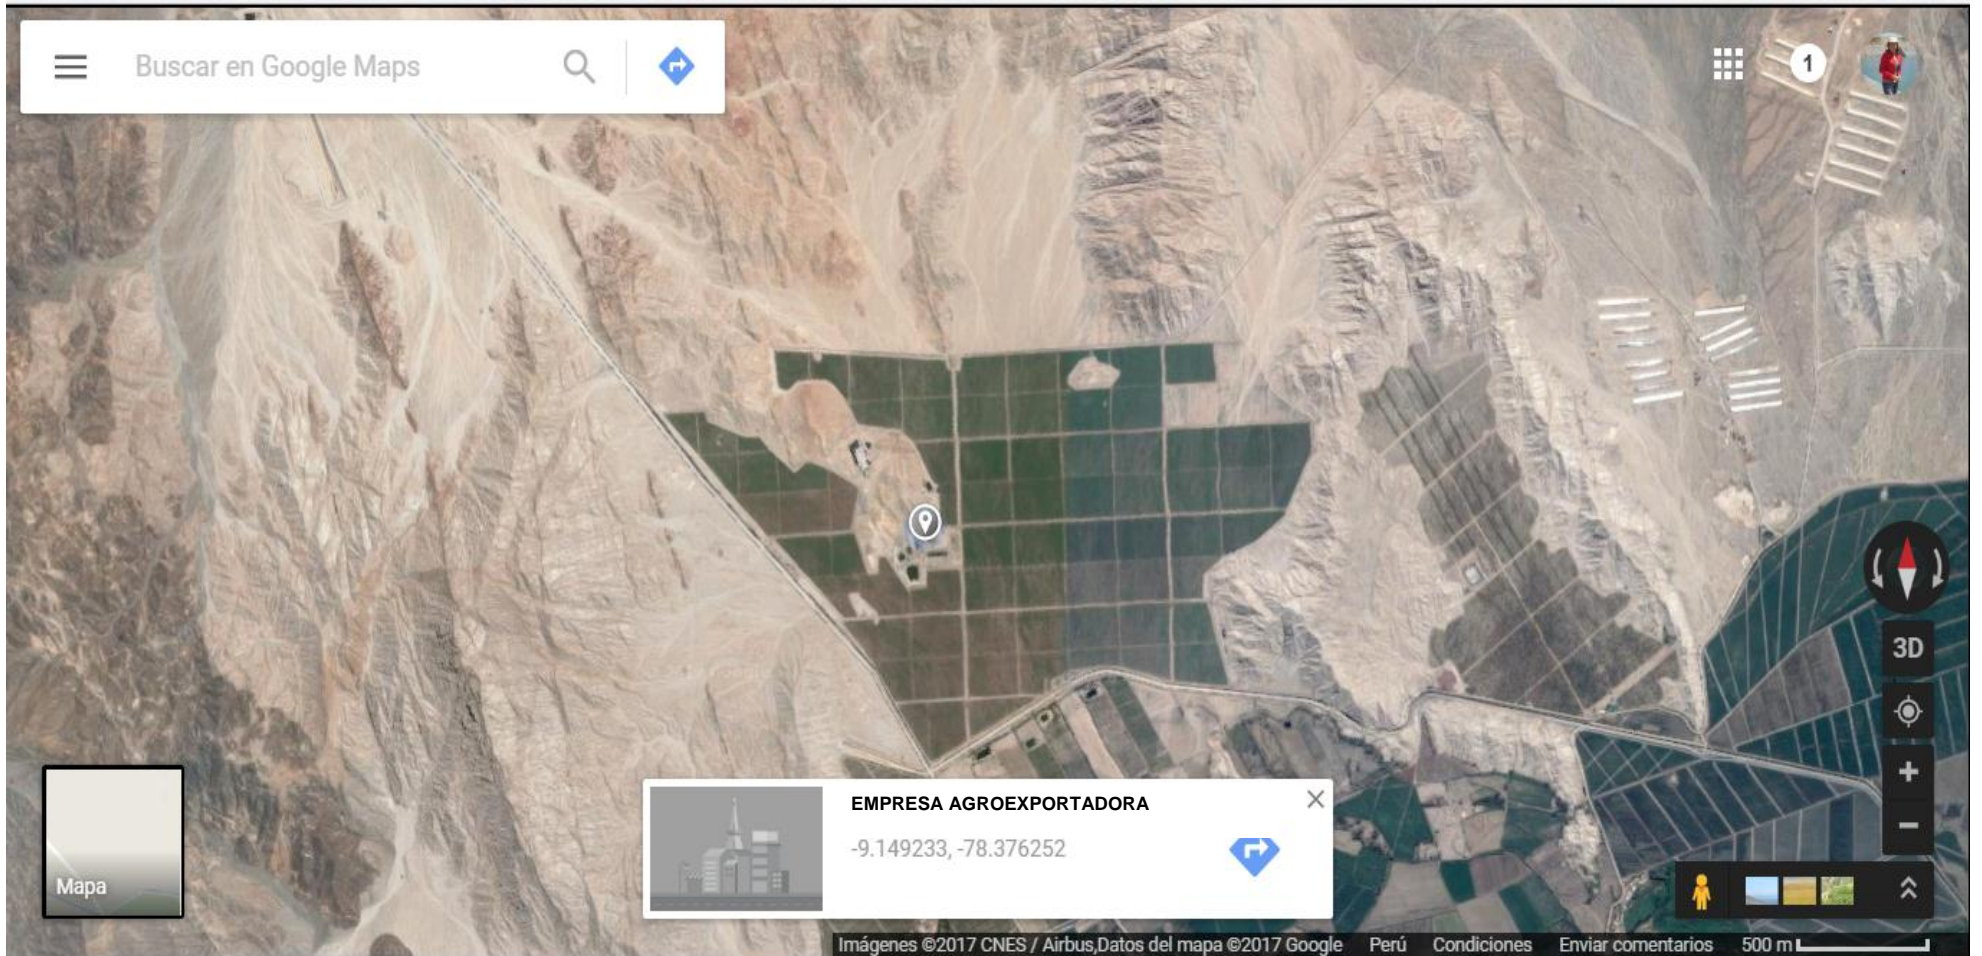 Buscar en Google Maps
1
3D
EMPRESA AGROEXPORTADORA
-9.149233, -78.376252
Mapa
Imágenes ©2017 CNES / Airbus,Datos del mapa ©2017 Google Perú Condiciones Enviar comentarios 500 m